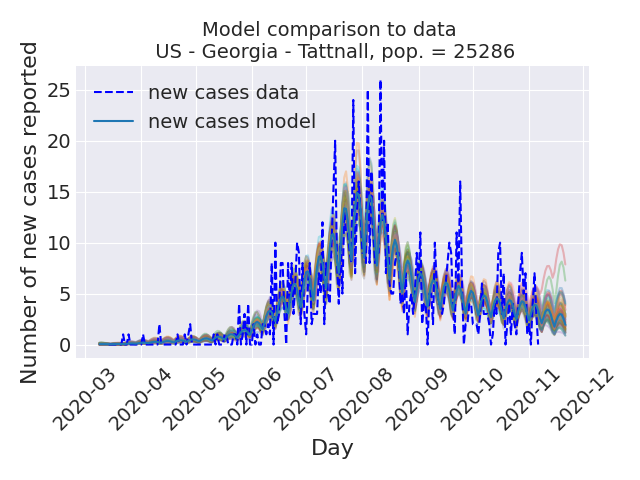 Model comparison to data
US - Georgia - Tattnall, pop. = 25286
Number of new cases reported
25
20
15
10
5
0
new cases data
new cases model
2020-03
2020-04
2020-05
2020-06
2020-07
2020-08
2020-09
2020-10
2020-11
2020-12
Day